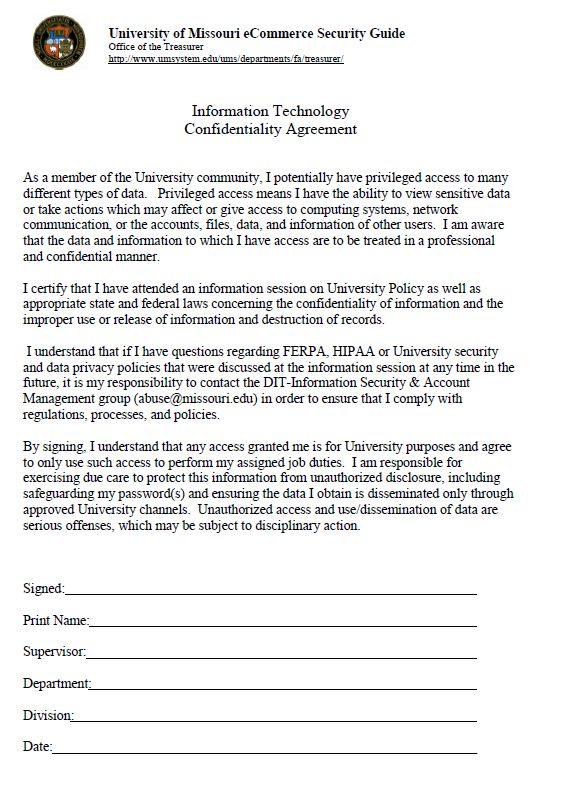 University of Missouri eCommerce Security Guide
Office of the Treasurer
http://www.umsystem.edu/ums/departments/fa/treasurer/
Information Technology
Confidentiality Agreement
As a member of the University community, I potentially have privileged access to many
different types of data.   Privileged access means I have the ability to view sensitive data
or take actions which may affect or give access to computing systems, network
communication, or the accounts, files, data, and information of other users.  I am aware
that the data and information to which I have access are to be treated in a professional
and confidential manner.
I certify that I have attended an information session on University Policy as well as
appropriate state and federal laws concerning the confidentiality of information and the
improper use or release of information and destruction of records.
I understand that if I have questions regarding FERPA, HIPAA or University security
and data privacy policies that were discussed at the information session at any time in the
future, it is my responsibility to contact the DIT-Information Security & Account
Management group (abuse@missouri.edu) in order to ensure that I comply with
regulations, processes, and policies.
By signing, I understand that any access granted me is for University purposes and agree
to only use such access to perform my assigned job duties.  I am responsible for
exercising due care to protect this information from unauthorized disclosure, including
safeguarding my password(s) and ensuring the data I obtain is disseminated only through
approved University channels.  Unauthorized access and use/dissemination of data are
serious offenses, which may be subject to disciplinary action.
Signed:
Print Name:
Supervisor:
Department:
Division:
Date: